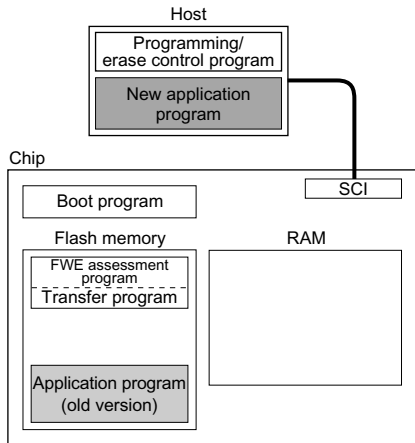 Host
Programming/
erase control program
New application
program
Chip
SCI
Boot program
Flash memory
RAM
FWE assessment
program
Transfer program
Application program
(old version)